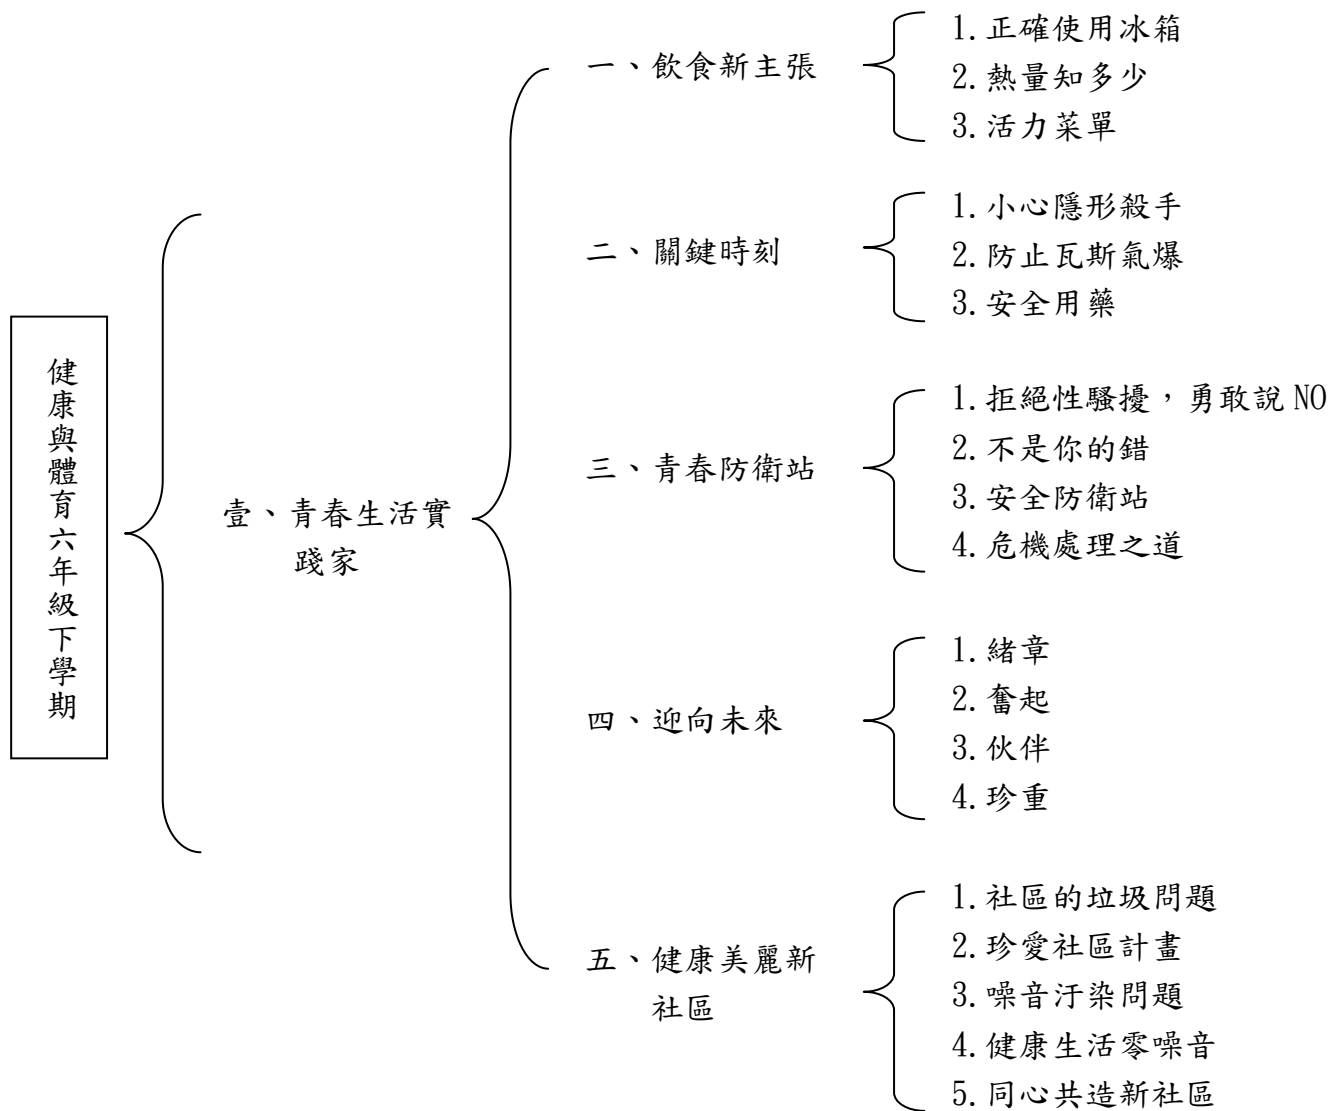 健康與體育六年級下學期
壹、青春生活實
踐家
一、飲食新主張
1.正確使用冰箱
2.熱量知多少
3.活力菜單
二、關鍵時刻
1.小心隱形殺手
2.防止瓦斯氣爆
3.安全用藥
三、青春防衛站
1.拒絕性騷擾，勇敢說 NO
2.不是你的錯
3.安全防衛站
4.危機處理之道
四、迎向未來
1.緒章
2.奮起
3.伙伴
4.珍重
五、健康美麗新
社區
1.社區的垃圾問題
2.珍愛社區計畫
3.噪音汙染問題
4.健康生活零噪音
5.同心共造新社區